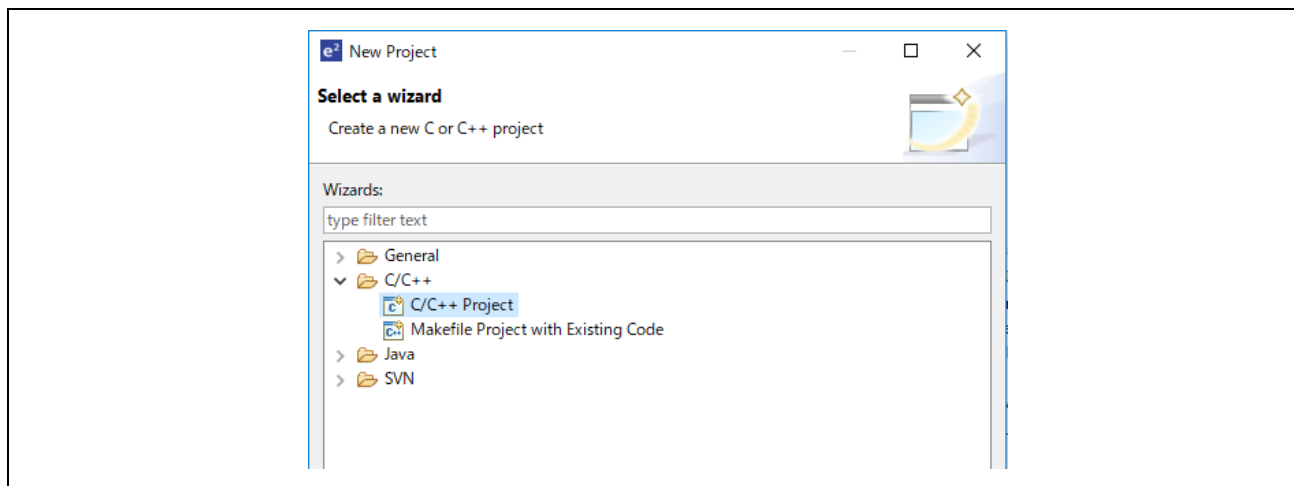 e² New Project
Select a wizard
Create a new C or C++ project
Wizards:
type filter text
General
C/C++
C/C++ Project
Makefile Project with Existing Code
Java
SVN